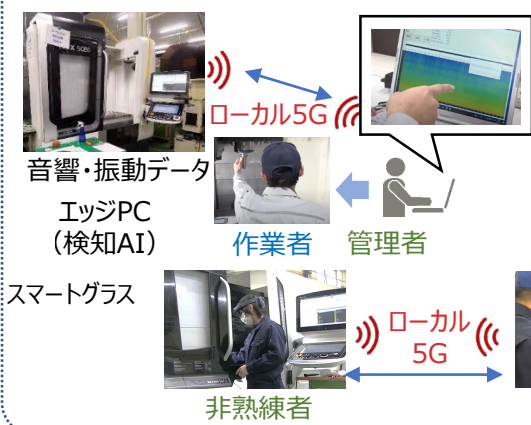 ローカル5G
音響・振動データ
エッジPC
（検知AI）
作業者
管理者
スマートグラス
ローカル
5G
非熟練者